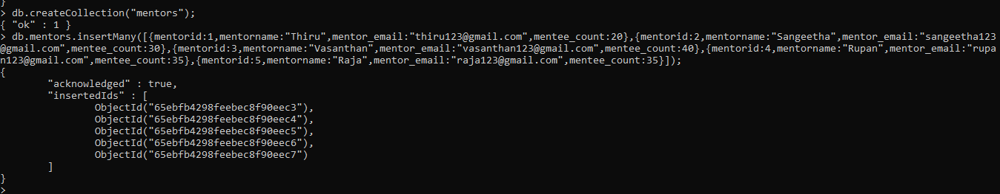 }
> db.createCollection("mentors");
{ "ok" : 1 }
> db.mentors.insertMany([{mentorid:1,mentorname:"Thiru",mentor_email:"thiru123@gmail.com",mentee_count:20},{mentorid:2,mentorname:"Sangeetha",mentor_email:"sangeetha123
@gmail.com",mentee_count:30},{mentorid:3,mentorname:"Vasanthan",mentor_email:"vasanthan123@gmail.com",mentee_count:40},{mentorid:4,mentorname:"Rupan",mentor_email:"rupa
n123@gmail.com",mentee_count:35},{mentorid:5,mentorname:"Raja",mentor_email:"raja123@gmail.com",mentee_count:35}]);
{
        "acknowledged" : true,
        "insertedIds" : [
                ObjectId("65ebfb4298feebec8f90eec3"),
                ObjectId("65ebfb4298feebec8f90eec4"),
                ObjectId("65ebfb4298feebec8f90eec5"),
                ObjectId("65ebfb4298feebec8f90eec6"),
                ObjectId("65ebfb4298feebec8f90eec7")
        ]
}
>